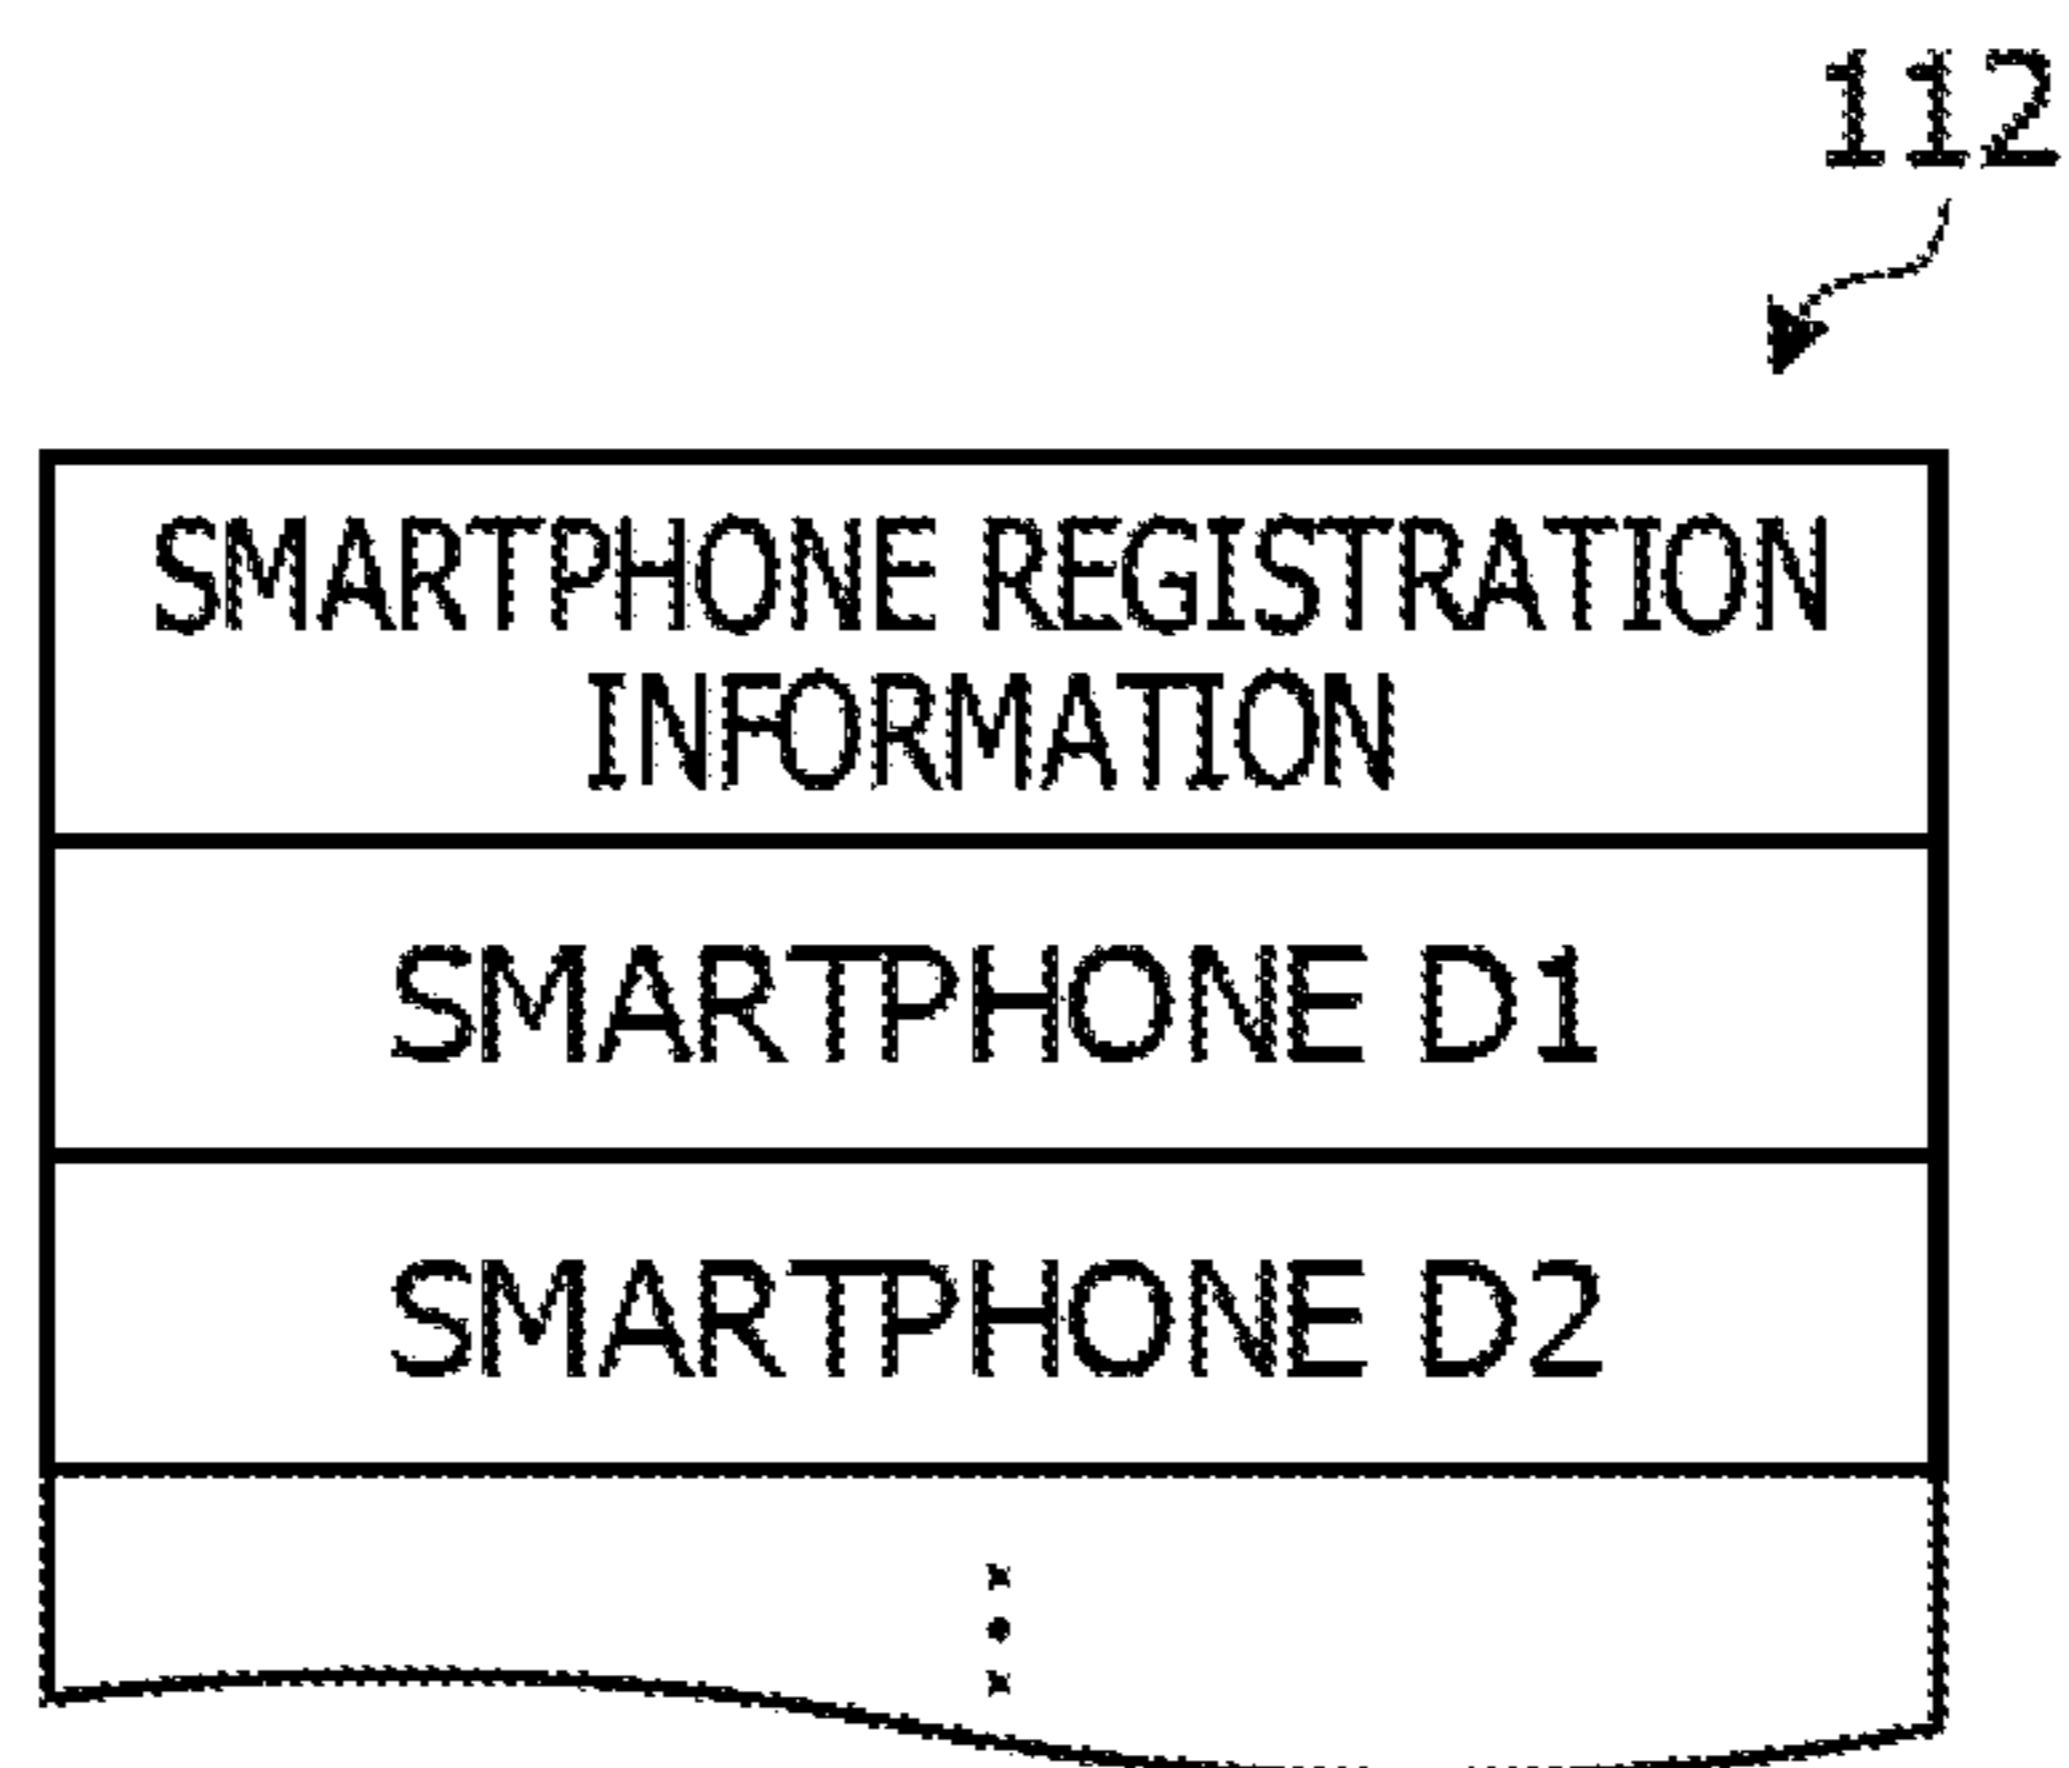 112
SMARTPHONE REGISTRATION
INFORMATION
SMARTPHONE D1
SMARTPHONE D2